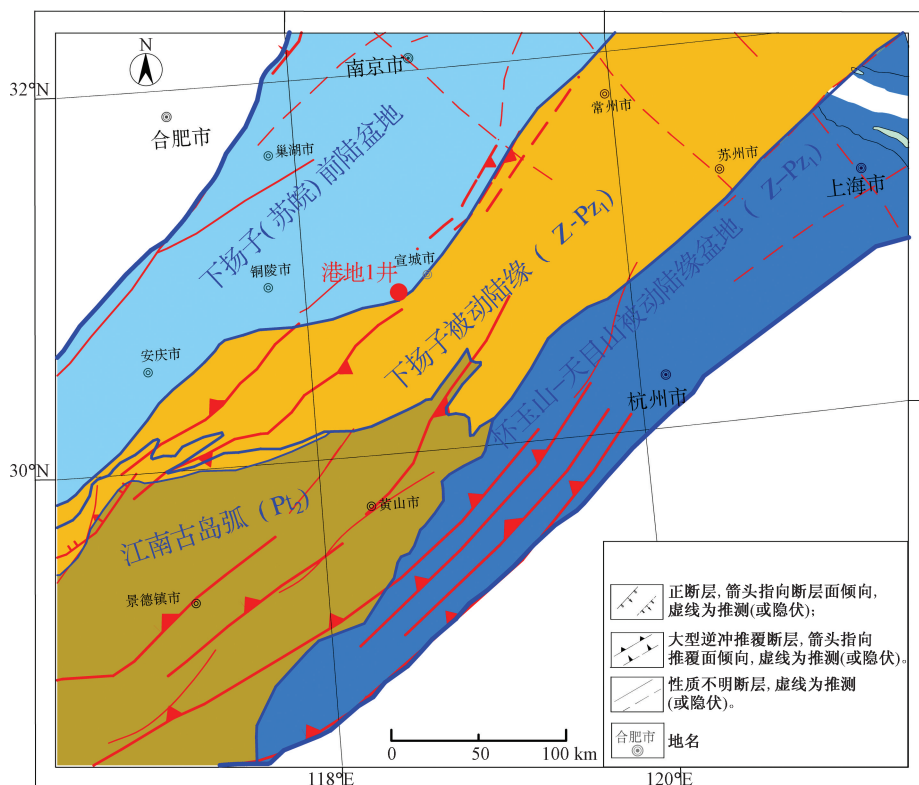 N
32°N
30°N
118°E
120°E
南京市
合肥市
巢湖市
常州市
苏州市
上海市
下扬子(苏皖)前陆盆地
宣城市
港地1井
铜陵市
下扬子被动陆缘(Z-Pz₁)
怀玉山-天目山被动陆缘盆地(Z-Pz₁)
安庆市
杭州市
江南古岛弧(Pt₂)
黄山市
景德镇市
0 50 100 km
正断层,箭头指向断层面倾向,
虚线为推测(或隐伏);
大型逆冲推覆断层,箭头指向
推覆面倾向,虚线为推测(或隐伏)。
性质不明断层,虚线为推测
(或隐伏)。
合肥市
地名